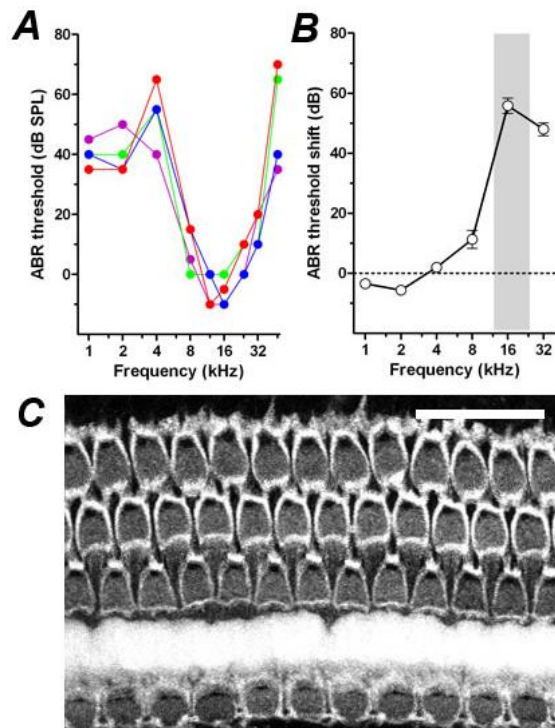 A
ABR threshold (dB SPL)
80
60
40
20
0
1 2 4 8 16 32
Frequency (kHz)
B
ABR threshold shift (dB)
80
60
40
20
0
1 2 4 8 16 32
Frequency (kHz)
C